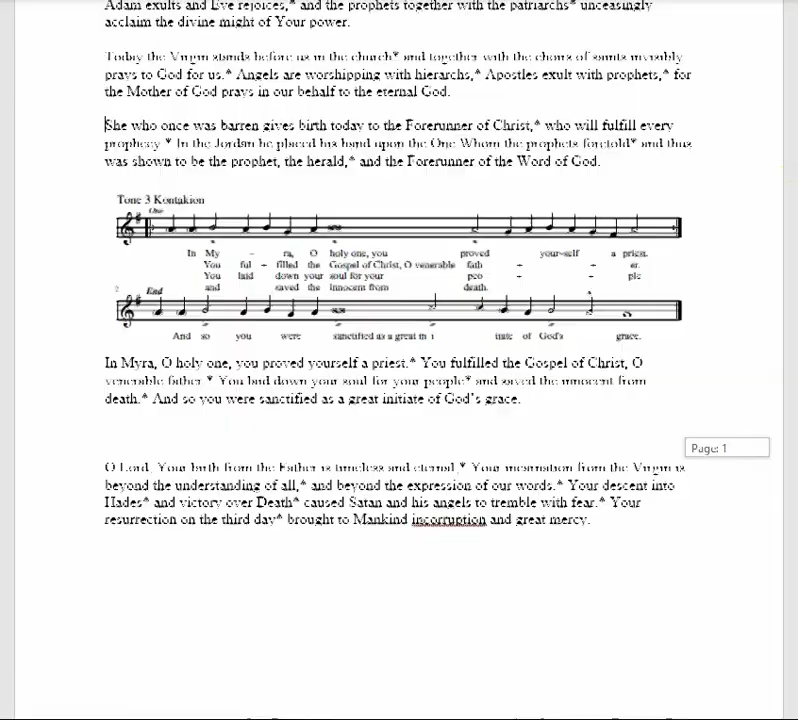 Adam exults and Eve rejoices,* and the prophets together with the patriarchs* unceasingly
acclaim the divine might of Your power.
Today the Virgin stands before us in the church* and together with the choirs of saints invisibly
prays to God for us.* Angels are worshipping with hierarchs,* Apostles exult with prophets,* for
the Mother of God prays in our behalf to the eternal God.
She who once was barren gives birth today to the Forerunner of Christ,* who will fulfill every
prophecy.* In the Jordan he placed his hand upon the One Whom the prophets foretold* and thus
was shown to be the prophet, the herald,* and the Forerunner of the Word of God.
Tone 3 Kontakion
One
In My - ra, O holy one, you proved your-self a priest.
You ful - filled the Gospel of Christ, O venerable fath - - er.
You laid down your soul for your peo - - ple
and saved the innocent from death.
2 End
And so you were sanctified as a great in i tiate of God's grace.
In Myra, O holy one, you proved yourself a priest.* You fulfilled the Gospel of Christ, O
venerable father.* You laid down your soul for your people* and saved the innocent from
death.* And so you were sanctified as a great initiate of God's grace.
Page: 1
O Lord, Your birth from the Father is timeless and eternal,* Your incarnation from the Virgin is
beyond the understanding of all,* and beyond the expression of our words.* Your descent into
Hades* and victory over Death* caused Satan and his angels to tremble with fear.* Your
resurrection on the third day* brought to Mankind incorruption and great mercy.